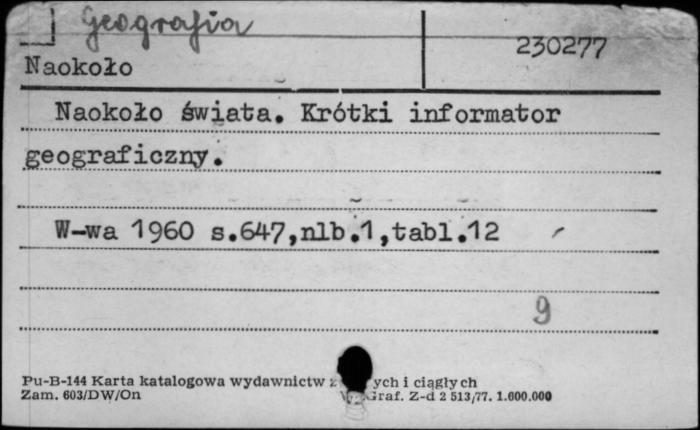 Geografia
230277
Naokoło
Naokoło świata. Krótki informator
geograficzny.
W-wa 1960 s.647,nlb.1,tabl.12
9
Pu-B-144 Karta katalogowa wydawnictw ych i ciągłych
Zam. 603/DW/On Graf. Z-d 2 513/77. 1.600.000